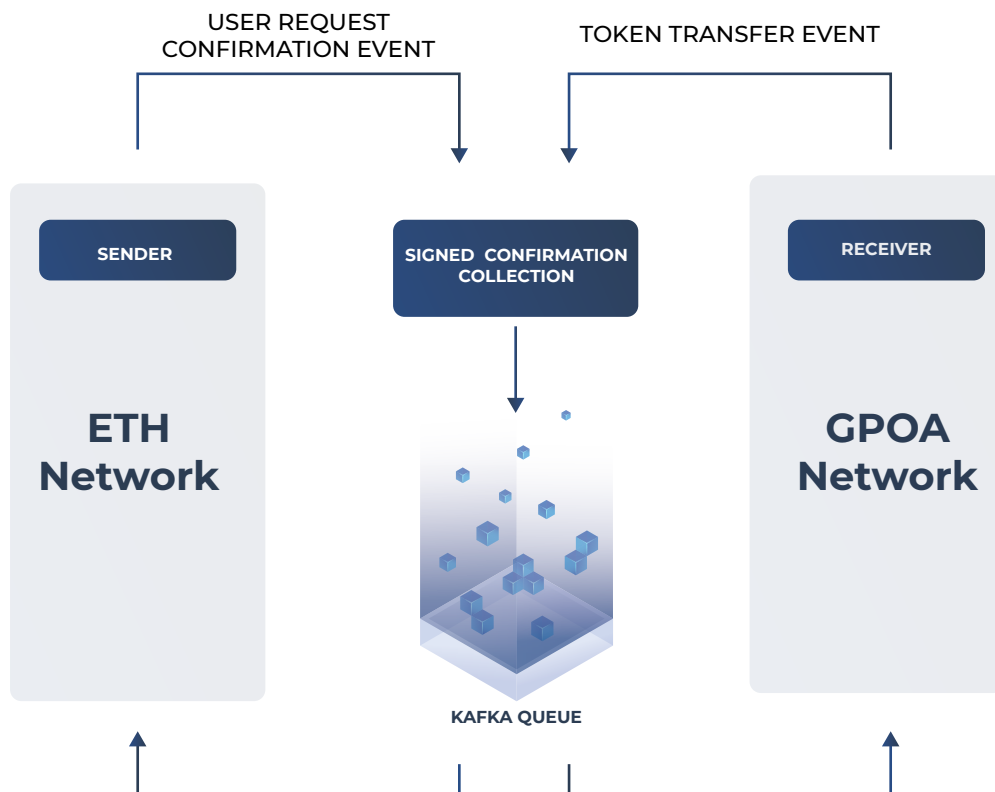 USER REQUEST
CONFIRMATION EVENT
TOKEN TRANSFER EVENT
SENDER
SIGNED CONFIRMATION
COLLECTION
RECEIVER
ETH
Network
GPOA
Network
KAFKA QUEUE